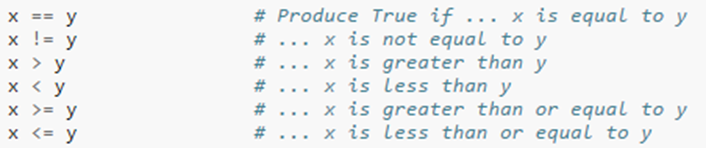 x == y # Produce True if ... x is equal to y
x != y # ... x is not equal to y
x > y # ... x is greater than y
x < y # ... x is less than y
x >= y # ... x is greater than or equal to y
x <= y # ... x is less than or equal to y